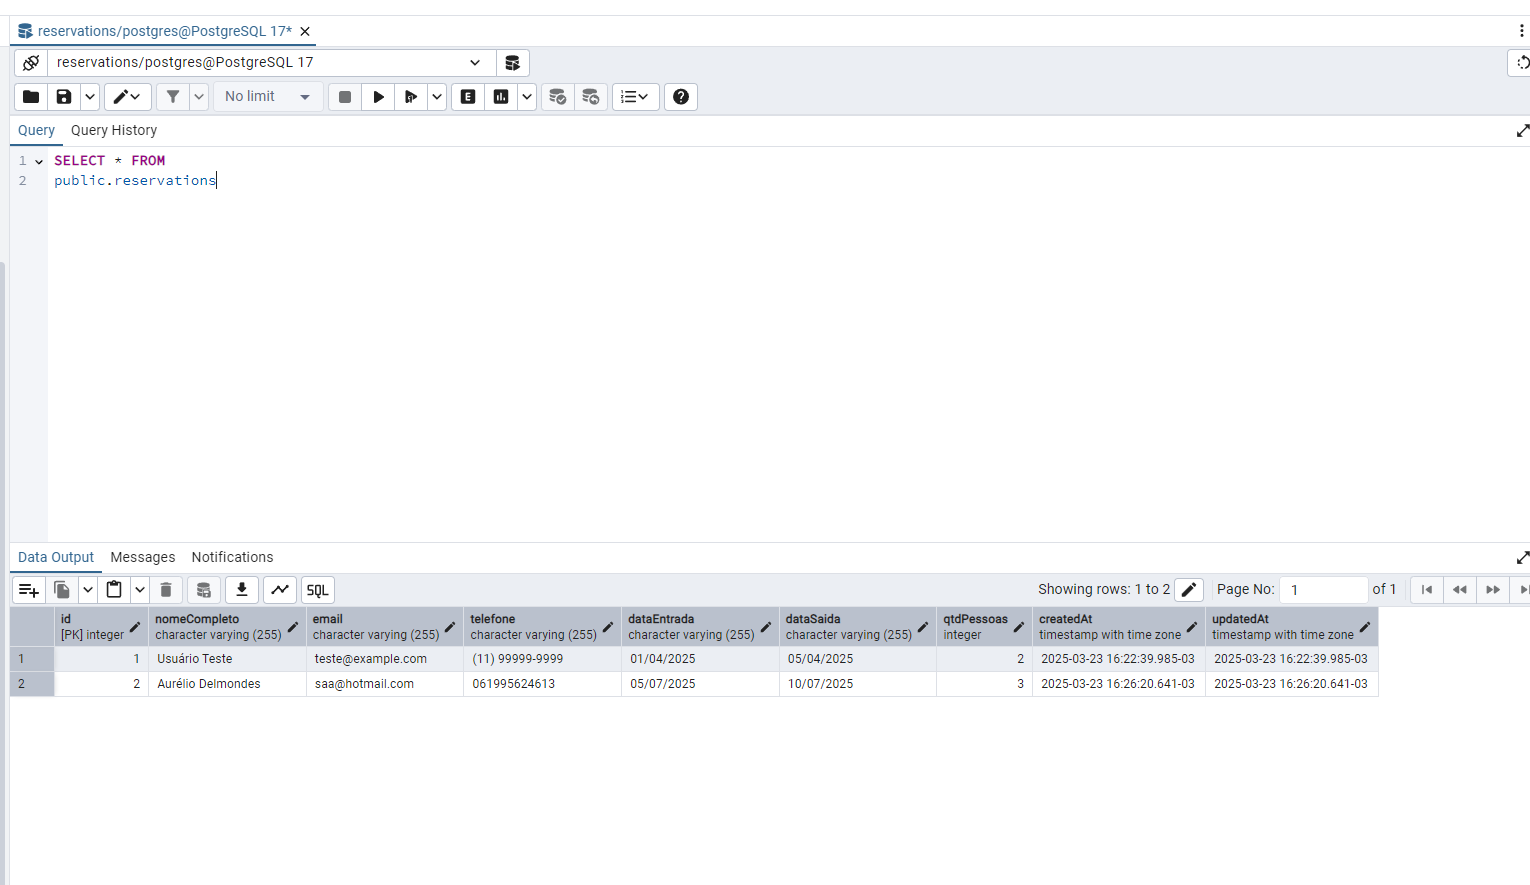 reservations/postgres@PostgreSQL 17*
reservations/postgres@PostgreSQL 17
No limit
E
Query Query History
1 SELECT * FROM
2 public.reservations
Data Output Messages Notifications
SQL Showing rows: 1 to 2 Page No: 1 of 1
id nomeCompleto email telefone dataEntrada dataSaida qtdPessoas createdAt updatedAt
[PK] integer character varying (255) character varying (255) character varying (255) character varying (255) character varying (255) integer timestamp with time zone timestamp with time zone
1 1 Usuário Teste teste@example.com (11) 99999-9999 01/04/2025 05/04/2025 2 2025-03-23 16:22:39.985-03 2025-03-23 16:22:39.985-03
2 2 Aurélio Delmondes saa@hotmail.com 061995624613 05/07/2025 10/07/2025 3 2025-03-23 16:26:20.641-03 2025-03-23 16:26:20.641-03